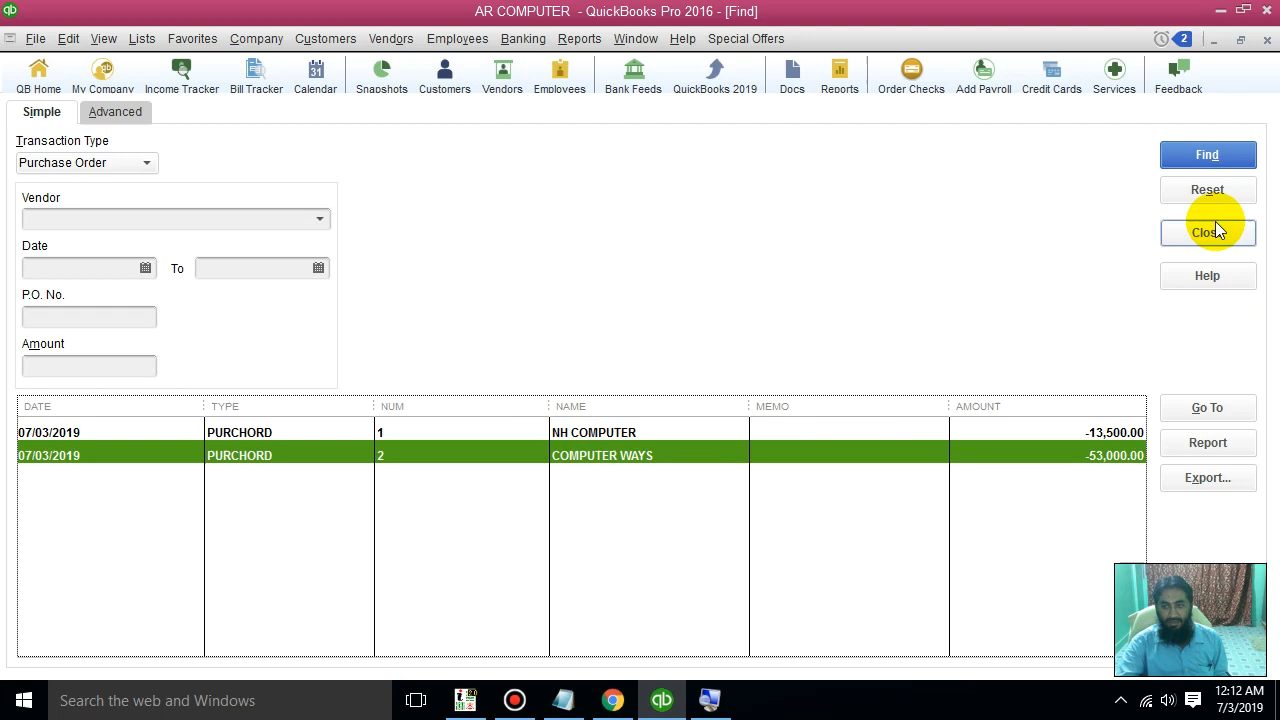 AR COMPUTER - QuickBooks Pro 2016 - [Find]
File Edit View Lists Favorites Company Customers Vendors Employees Banking Reports Window Help Special Offers 2
QB Home My Company Income Tracker Bill Tracker Calendar Snapshots Customers Vendors Employees Bank Feeds QuickBooks 2019 Docs Reports Order Checks Add Payroll Credit Cards Services Feedback
Simple Advanced
Transaction Type
Purchase Order
Find
Vendor
Reset
Date
Close
To
Help
P.O. No.
Amount
DATE TYPE NUM NAME MEMO AMOUNT
Go To
07/03/2019 PURCHORD 1 NH COMPUTER -13,500.00
Report
07/03/2019 PURCHORD 2 COMPUTER WAYS -53,000.00
Export...
Search the web and Windows
12:12 AM
7/3/2019